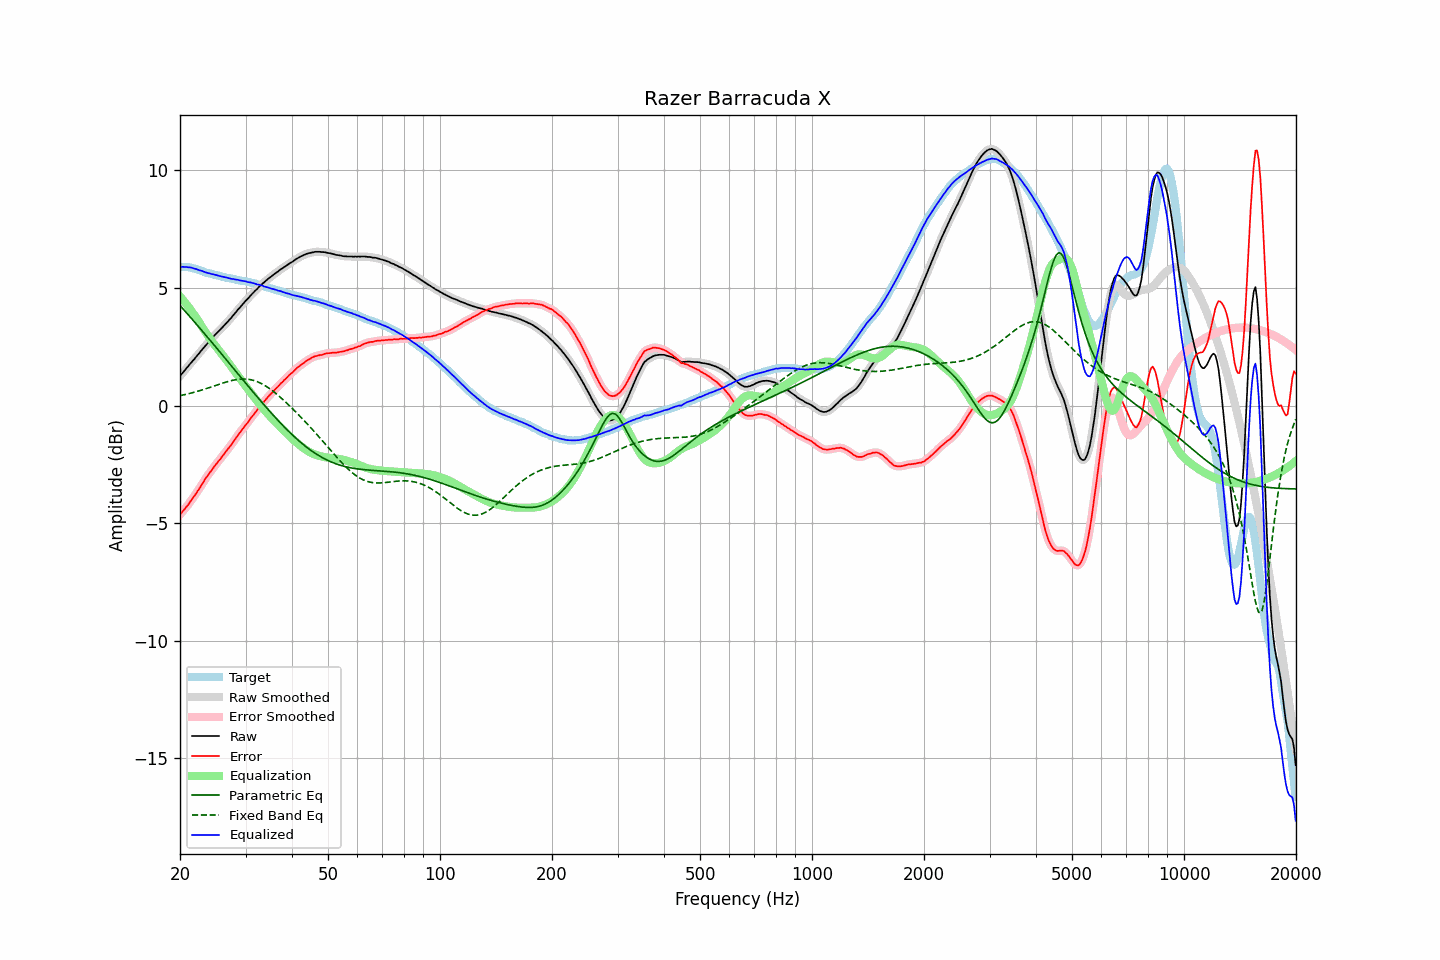 Razer Barracuda X
Amplitude (dBr)
10
5
0
−5
−10
−15
Target
Raw Smoothed
Error Smoothed
Raw
Error
Equalization
Parametric Eq
Fixed Band Eq
Equalized
20 50 100 200 500 1000 2000 5000 10000 20000
Frequency (Hz)